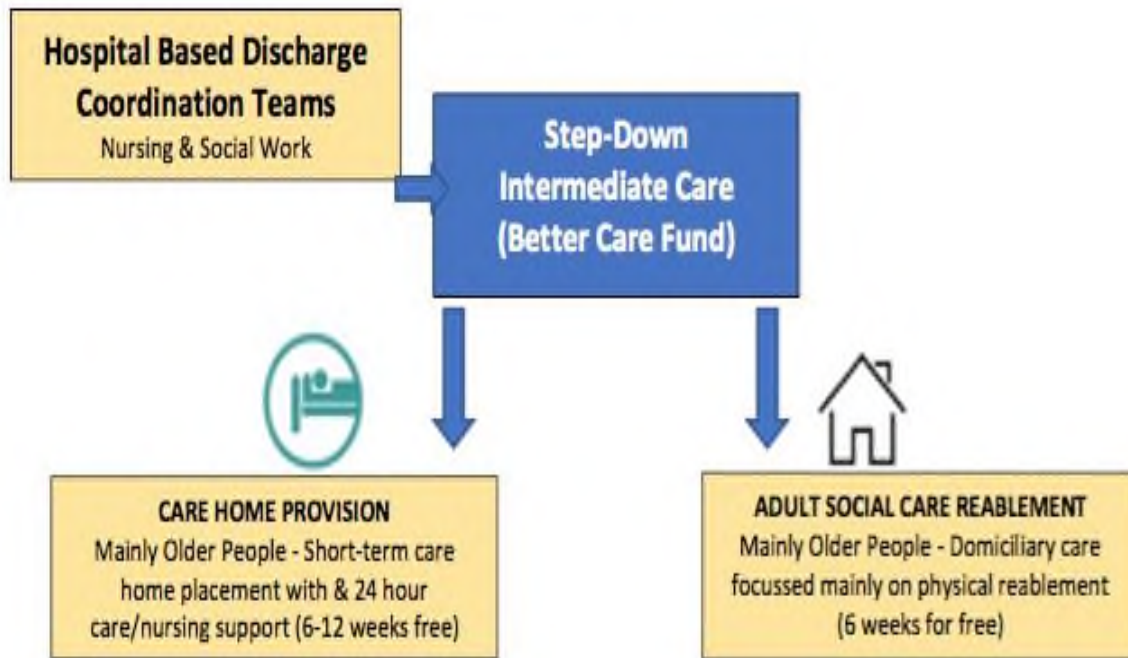 Hospital Based Discharge
Coordination Teams
Nursing & Social Work
Step-Down
Intermediate Care
(Better Care Fund)
CARE HOME PROVISION
Mainly Older People - Short-term care
home placement with & 24 hour
care/nursing support (6-12 weeks free)
ADULT SOCIAL CARE REABLEMENT
Mainly Older People - Domiciliary care
focussed mainly on physical reablement
(6 weeks for free)